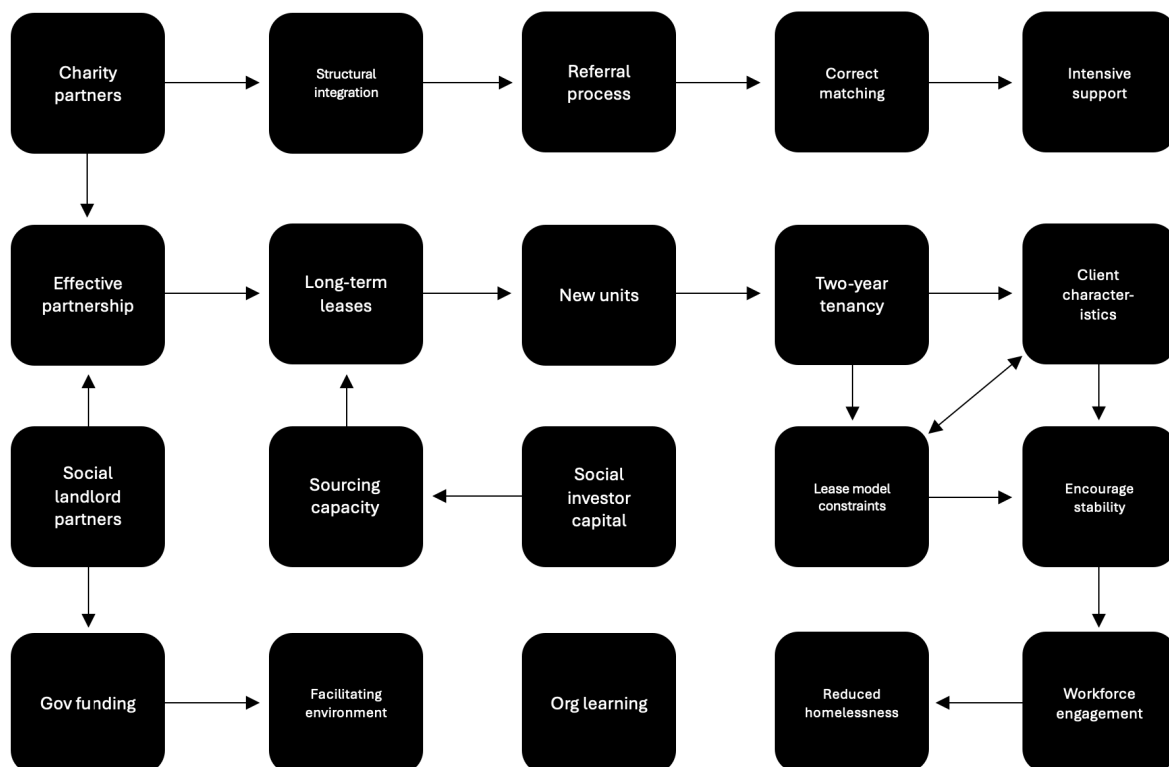 Charity
partners
Structural
integration
Referral
process
Correct
matching
Intensive
support
Effective
partnership
Long-term
leases
New units
Two-year
tenancy
Client
character-
istics
Social
landlord
partners
Sourcing
capacity
Social
investor
capital
Lease model
constraints
Encourage
stability
Gov funding
Facilitating
environment
Org learning
Reduced
homelessness
Workforce
engagement